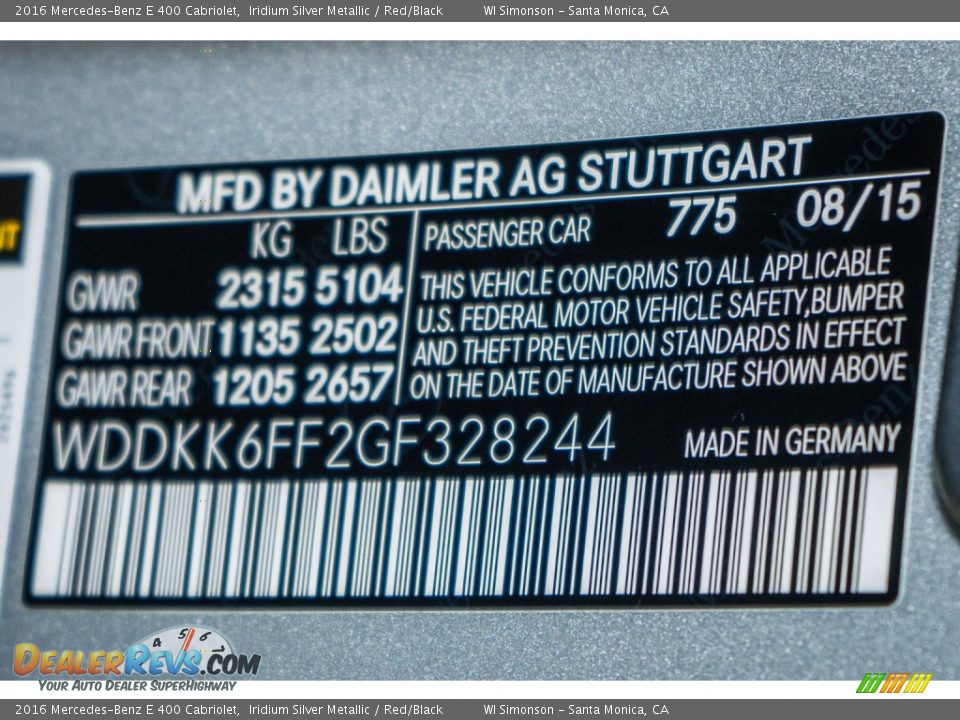 2016 Mercedes-Benz E 400 Cabriolet, Iridium Silver Metallic / Red/Black WI Simonson - Santa Monica, CA
MFD BY DAIMLER AG STUTTGART
KG LBS
GVWR 2315 5104
GAWR FRONT 1135 2502
GAWR REAR 1205 2657
PASSENGER CAR 775 08/15
THIS VEHICLE CONFORMS TO ALL APPLICABLE
U.S. FEDERAL MOTOR VEHICLE SAFETY,BUMPER
AND THEFT PREVENTION STANDARDS IN EFFECT
ON THE DATE OF MANUFACTURE SHOWN ABOVE
WDDKK6FF2GF328244 MADE IN GERMANY
4 5 6 7
DealerRevs.com
Your Auto Dealer SuperHighway
2016 Mercedes-Benz E 400 Cabriolet, Iridium Silver Metallic / Red/Black WI Simonson - Santa Monica, CA